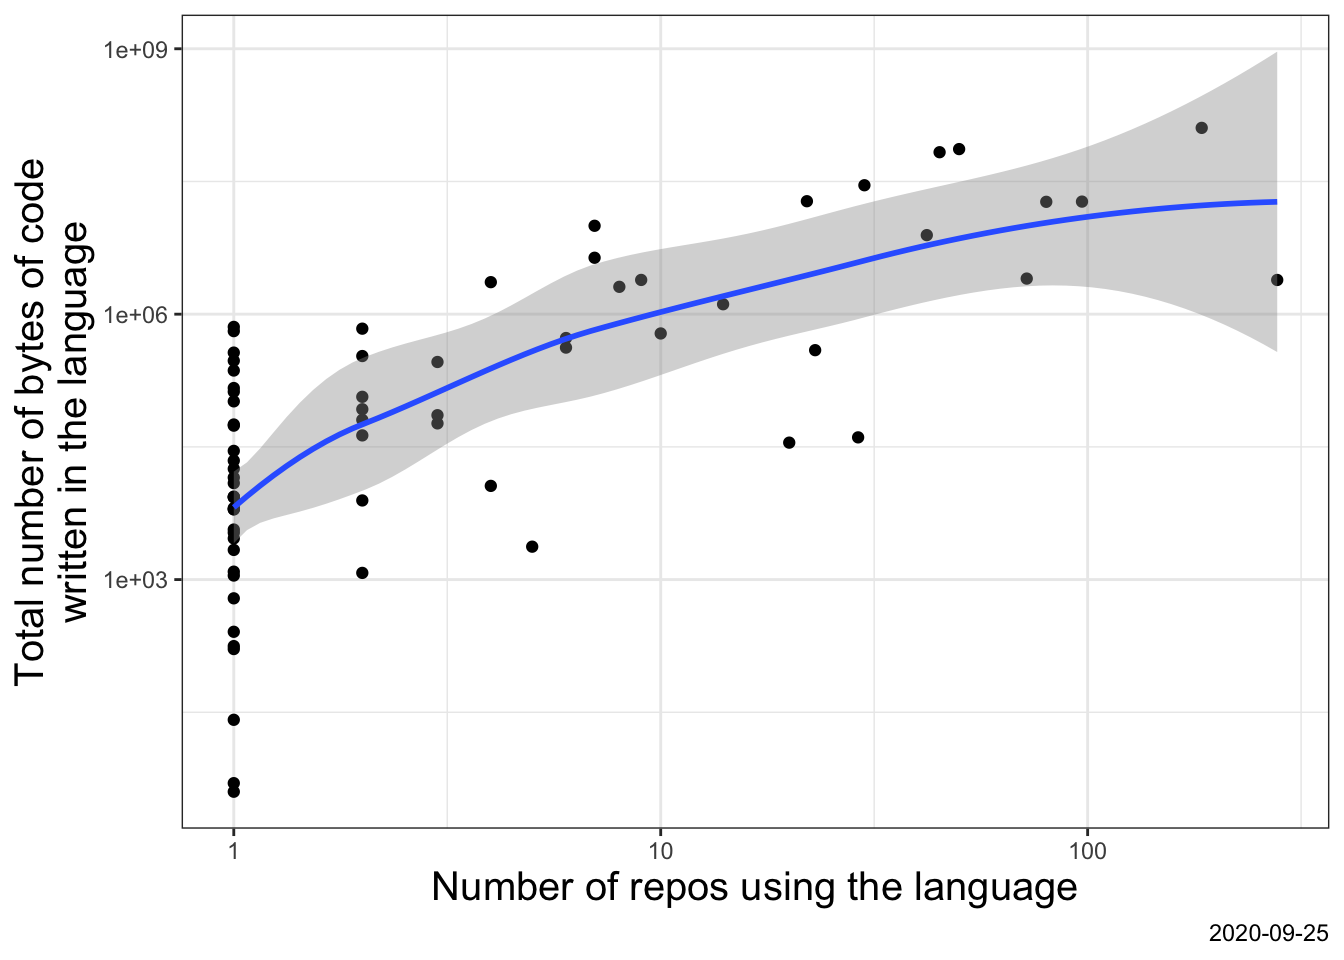 Total number of bytes of code
written in the language
1e+09
1e+06
1e+03
1
10
100
Number of repos using the language
2020-09-25